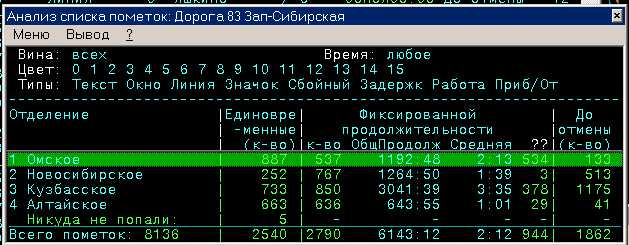 Анализ списка пометок: Дорога 83 Зап-Сибирская
Меню Вывод ?
Вина: всех Время: любое
Цвет: 0 1 2 3 4 5 6 7 8 9 10 11 12 13 14 15
Типы: Текст Окно Линия Значок Сбойный Задержк Работа Приб/От
Отделение |Единовре| Фиксированной | До
|-менные | продолжительности |отмены
| (к-во) |к-во ОбщПродолж Средняя ??|(к-во)
1 Омское 887 537 1192:48 2:13 534 133
2 Новосибирское | 252 | 767 1264:50 1:39 3 | 513
3 Кузбасское | 733 | 850 3041:39 3:35 378 | 1175
4 Алтайское | 663 | 636 643:55 1:01 29 | 41
Никуда не попали: | 5 | - - - - | -
Всего пометок: 8136 | 2540 |2790 6143:12 2:12 944 | 1862